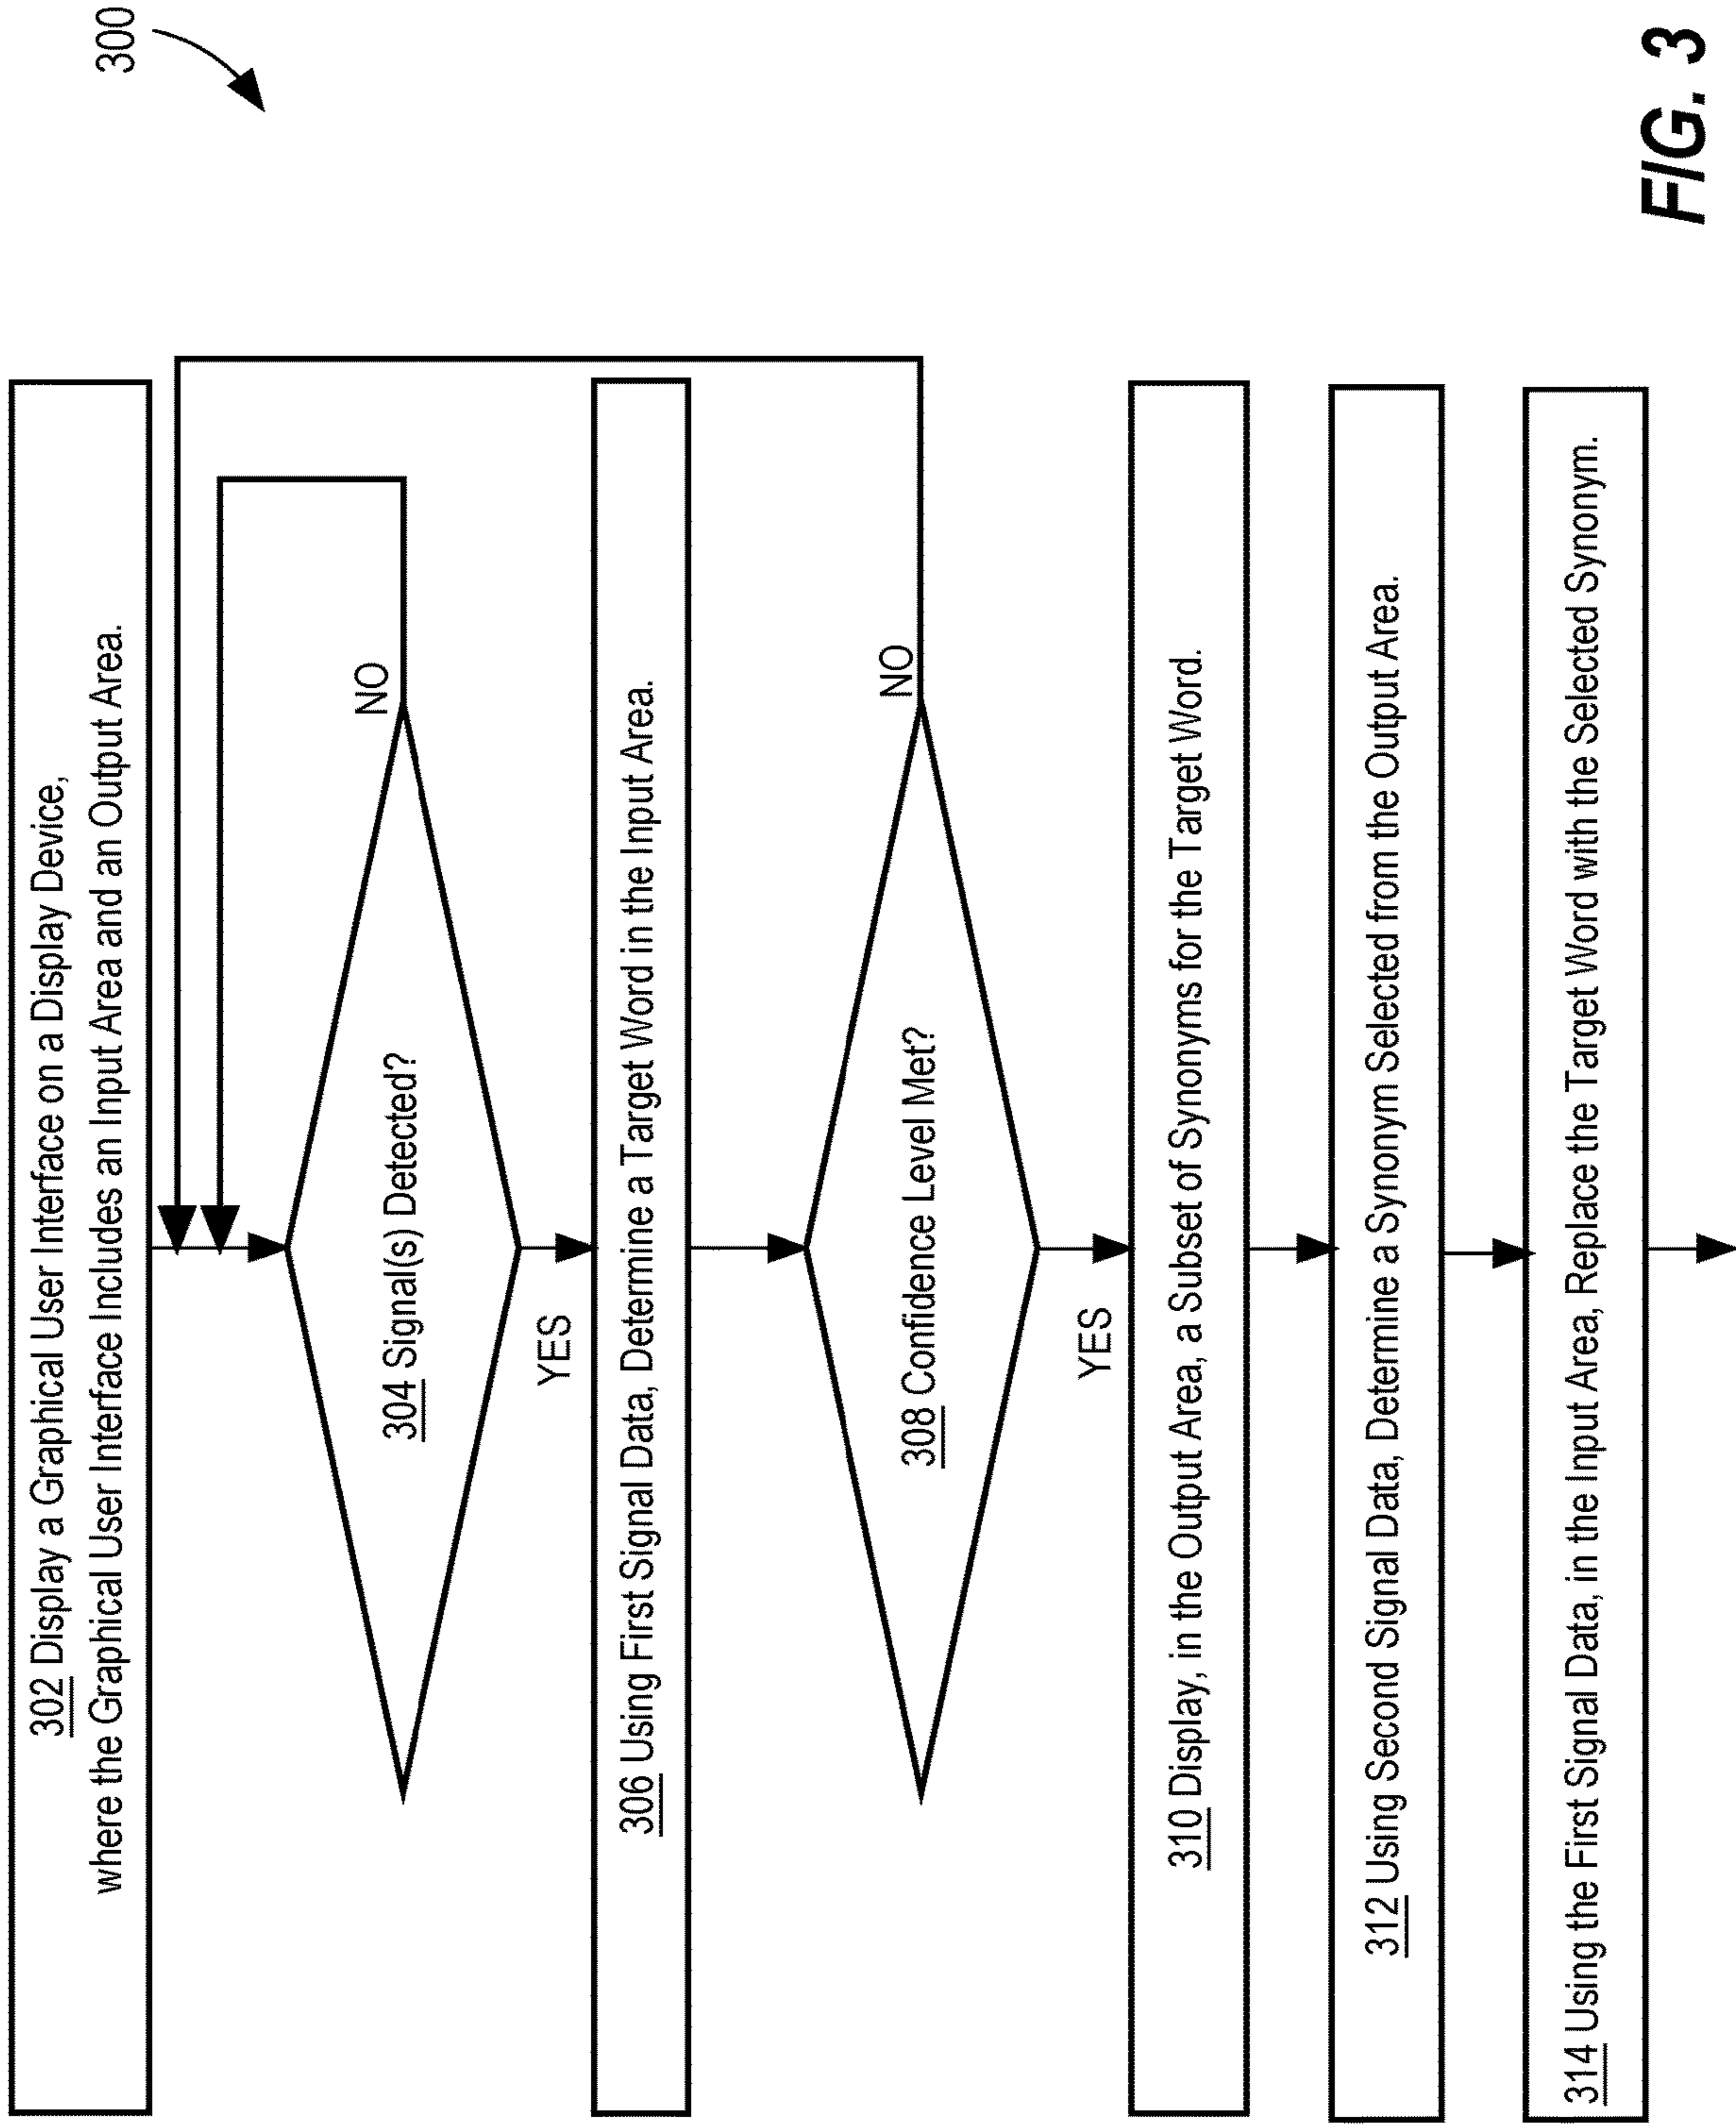 300
302 Display a Graphical User Interface on a Display Device,
where the Graphical User Interface Includes an Input Area and an Output Area.
304 Signal(s) Detected?
NO
YES
306 Using First Signal Data, Determine a Target Word in the Input Area.
308 Confidence Level Met?
NO
YES
310 Display, in the Output Area, a Subset of Synonyms for the Target Word.
312 Using Second Signal Data, Determine a Synonym Selected from the Output Area.
314 Using the First Signal Data, in the Input Area, Replace the Target Word with the Selected Synonym.
FIG. 3